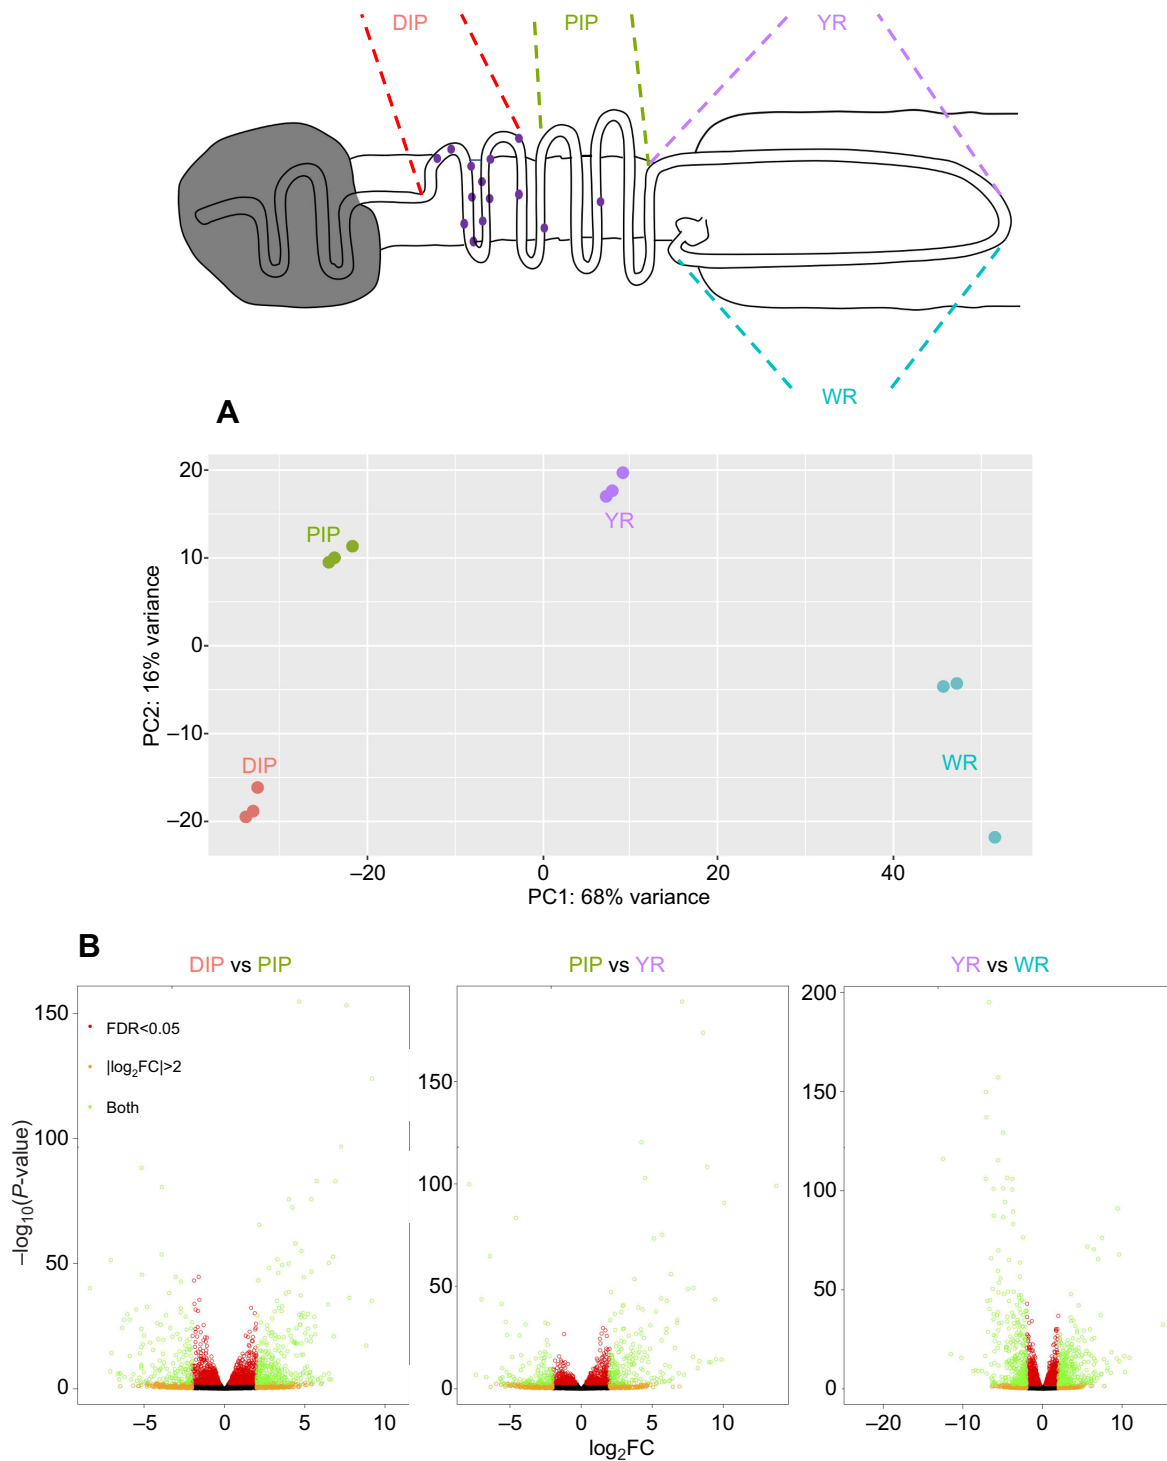 DIP PIP YR
WR
A
20
10
0
–10
–20
PC2: 16% variance
PIP
YR
DIP
WR
–20 0 20 40
PC1: 68% variance
B
DIP vs PIP PIP vs YR YR vs WR
–log10(P-value)
150
100
50
0
FDR<0.05
|log2FC|>2
Both
–5 0 5 10
150
100
50
0
–5 0 5 10
200
150
100
50
0
–20 –10 0 10
log2FC